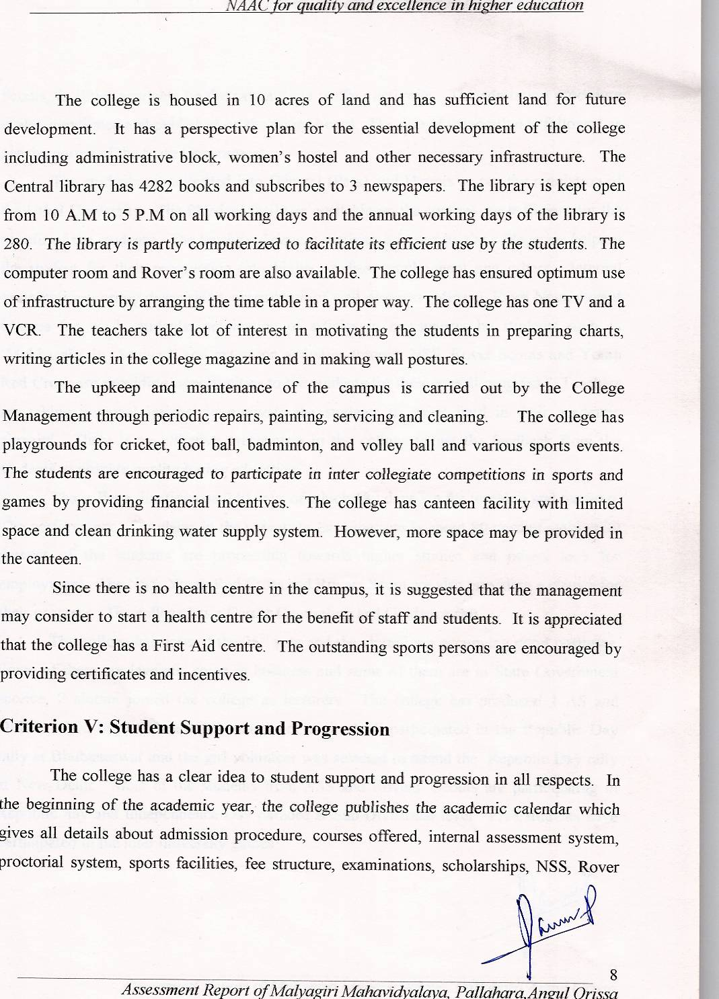 NAAC for quality and excellence in higher education
The college is housed in 10 acres of land and has sufficient land for future
development. It has a perspective plan for the essential development of the college
including administrative block, women's hostel and other necessary infrastructure. The
Central library has 4282 books and subscribes to 3 newspapers. The library is kept open
from 10 A.M to 5 P.M on all working days and the annual working days of the library is
280. The library is partly computerized to facilitate its efficient use by the students. The
computer room and Rover's room are also available. The college has ensured optimum use
of infrastructure by arranging the time table in a proper way. The college has one TV and a
VCR. The teachers take lot of interest in motivating the students in preparing charts,
writing articles in the college magazine and in making wall postures.
The upkeep and maintenance of the campus is carried out by the College
Management through periodic repairs, painting, servicing and cleaning. The college has
playgrounds for cricket, foot ball, badminton, and volley ball and various sports events.
The students are encouraged to participate in inter collegiate competitions in sports and
games by providing financial incentives. The college has canteen facility with limited
space and clean drinking water supply system. However, more space may be provided in
the canteen.
Since there is no health centre in the campus, it is suggested that the management
may consider to start a health centre for the benefit of staff and students. It is appreciated
that the college has a First Aid centre. The outstanding sports persons are encouraged by
providing certificates and incentives.
Criterion V: Student Support and Progression
The college has a clear idea to student support and progression in all respects. In
the beginning of the academic year, the college publishes the academic calendar which
gives all details about admission procedure, courses offered, internal assessment system,
proctorial system, sports facilities, fee structure, examinations, scholarships, NSS, Rover
8
Assessment Report of Malyagiri Mahavidyalaya, Pallahara,Angul Orissa